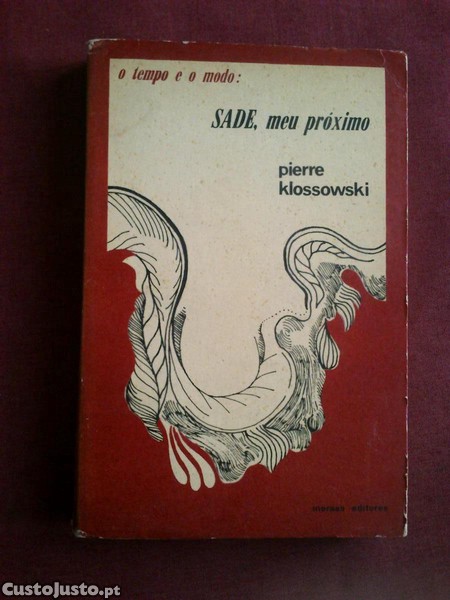 o tempo e o modo:
SADE, meu próximo
pierre
klossowski
moraes editores
CustoJusto.pt